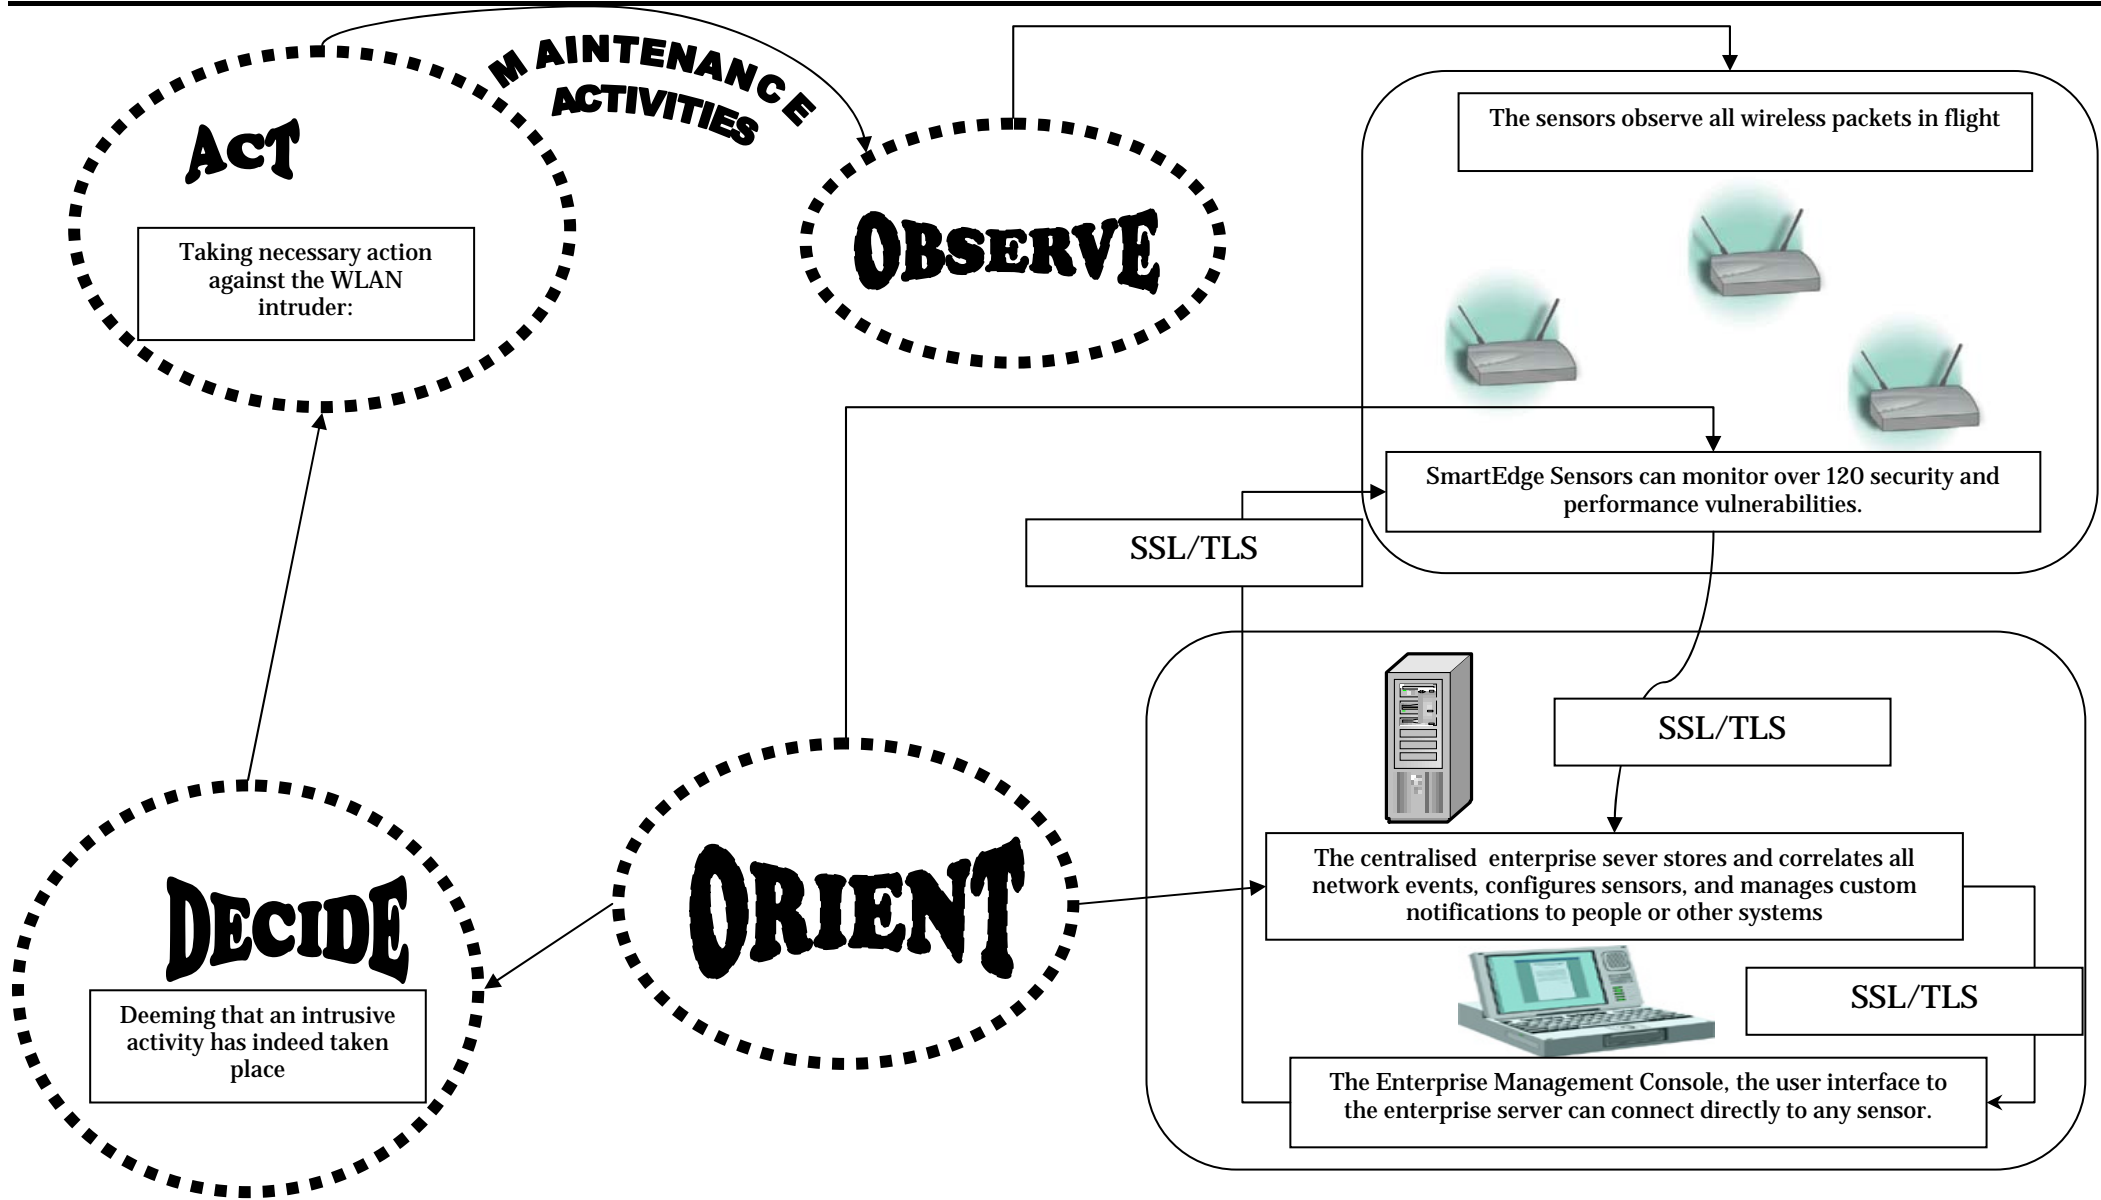 MAINTENANCE
ACTIVITIES
ACT
Taking necessary action
against the WLAN
intruder:
OBSERVE
The sensors observe all wireless packets in flight
SmartEdge Sensors can monitor over 120 security and
performance vulnerabilities.
SSL/TLS
SSL/TLS
ORIENT
The centralised enterprise sever stores and correlates all
network events, configures sensors, and manages custom
notifications to people or other systems
DECIDE
Deeming that an intrusive
activity has indeed taken
place
SSL/TLS
The Enterprise Management Console, the user interface to
the enterprise server can connect directly to any sensor.